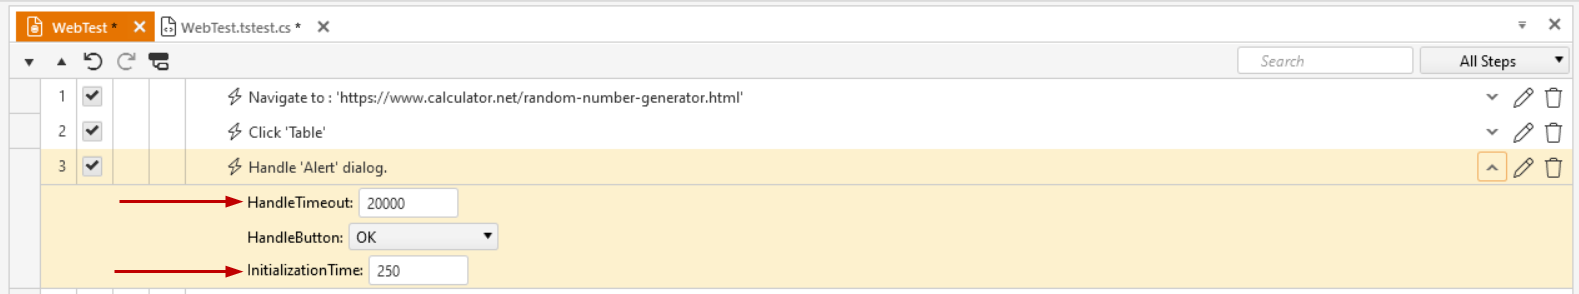 WebTest * WebTest.tstest.cs *
Search All Steps
1 Navigate to : 'https://www.calculator.net/random-number-generator.html'
2 Click 'Table'
3 Handle 'Alert' dialog.
HandleTimeout: 20000
HandleButton: OK
InitializationTime: 250